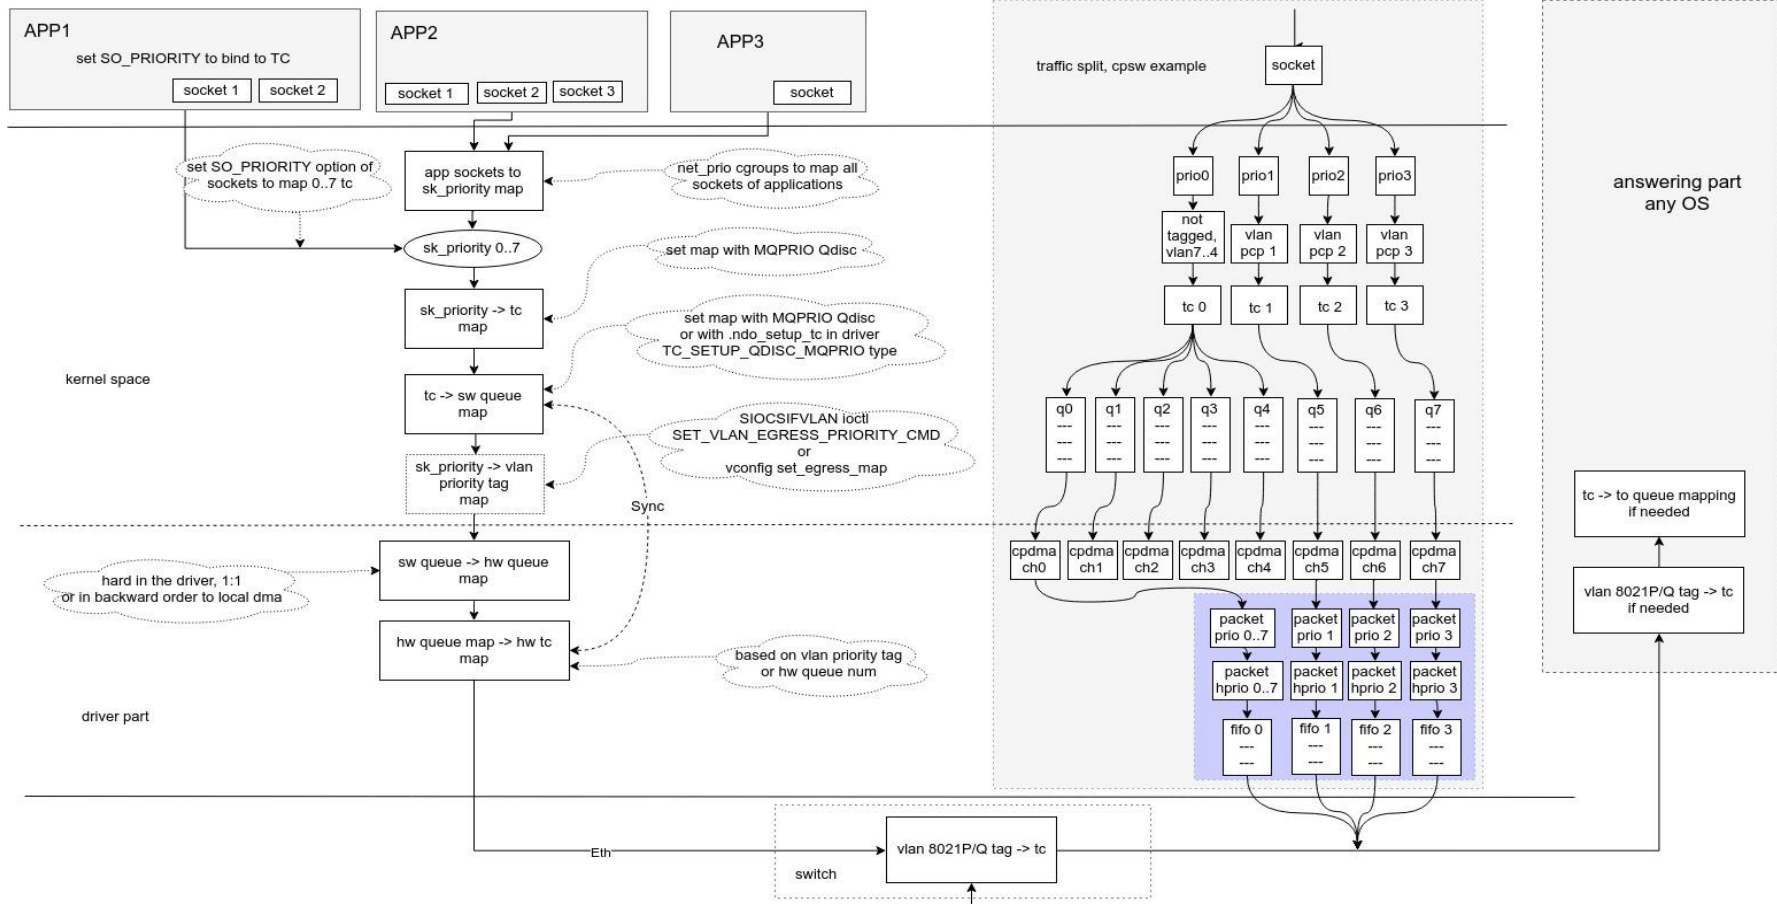 APP1
set SO_PRIORITY to bind to TC
socket 1
socket 2
APP2
socket 1
socket 2
socket 3
APP3
socket
set SO_PRIORITY option of
sockets to map 0..7 tc
app sockets to
sk_priority map
net_prio cgroups to map all
sockets of applications
sk_priority 0..7
set map with MQPRIO Qdisc
sk_priority -> tc
map
set map with MQPRIO Qdisc
or with .ndo_setup_tc in driver
TC_SETUP_QDISC_MQPRIO type
kernel space
tc -> sw queue
map
SIOCSIFVLAN ioctl
SET_VLAN_EGRESS_PRIORITY_CMD
or
vconfig set_egress_map
sk_priority -> vlan
priority tag
map
Sync
sw queue -> hw queue
map
hard in the driver, 1:1
or in backward order to local dma
hw queue map -> hw tc
map
based on vlan priority tag
or hw queue num
driver part
Eth
switch
vlan 8021P/Q tag -> tc
traffic split, cpsw example
socket
prio0
prio1
prio2
prio3
not
tagged,
vlan7..4
vlan
pcp 1
vlan
pcp 2
vlan
pcp 3
tc 0
tc 1
tc 2
tc 3
q0
---
---
---
q1
---
---
---
q2
---
---
---
q3
---
---
---
q4
---
---
---
q5
---
---
---
q6
---
---
---
q7
---
---
---
cpdma
ch0
cpdma
ch1
cpdma
ch2
cpdma
ch3
cpdma
ch4
cpdma
ch5
cpdma
ch6
cpdma
ch7
packet
prio 0..7
packet
prio 1
packet
prio 2
packet
prio 3
packet
hprio 0..7
packet
hprio 1
packet
hprio 2
packet
hprio 3
fifo 0
---
---
fifo 1
---
---
fifo 2
---
---
fifo 3
---
---
answering part
any OS
tc -> to queue mapping
if needed
vlan 8021P/Q tag -> tc
if needed